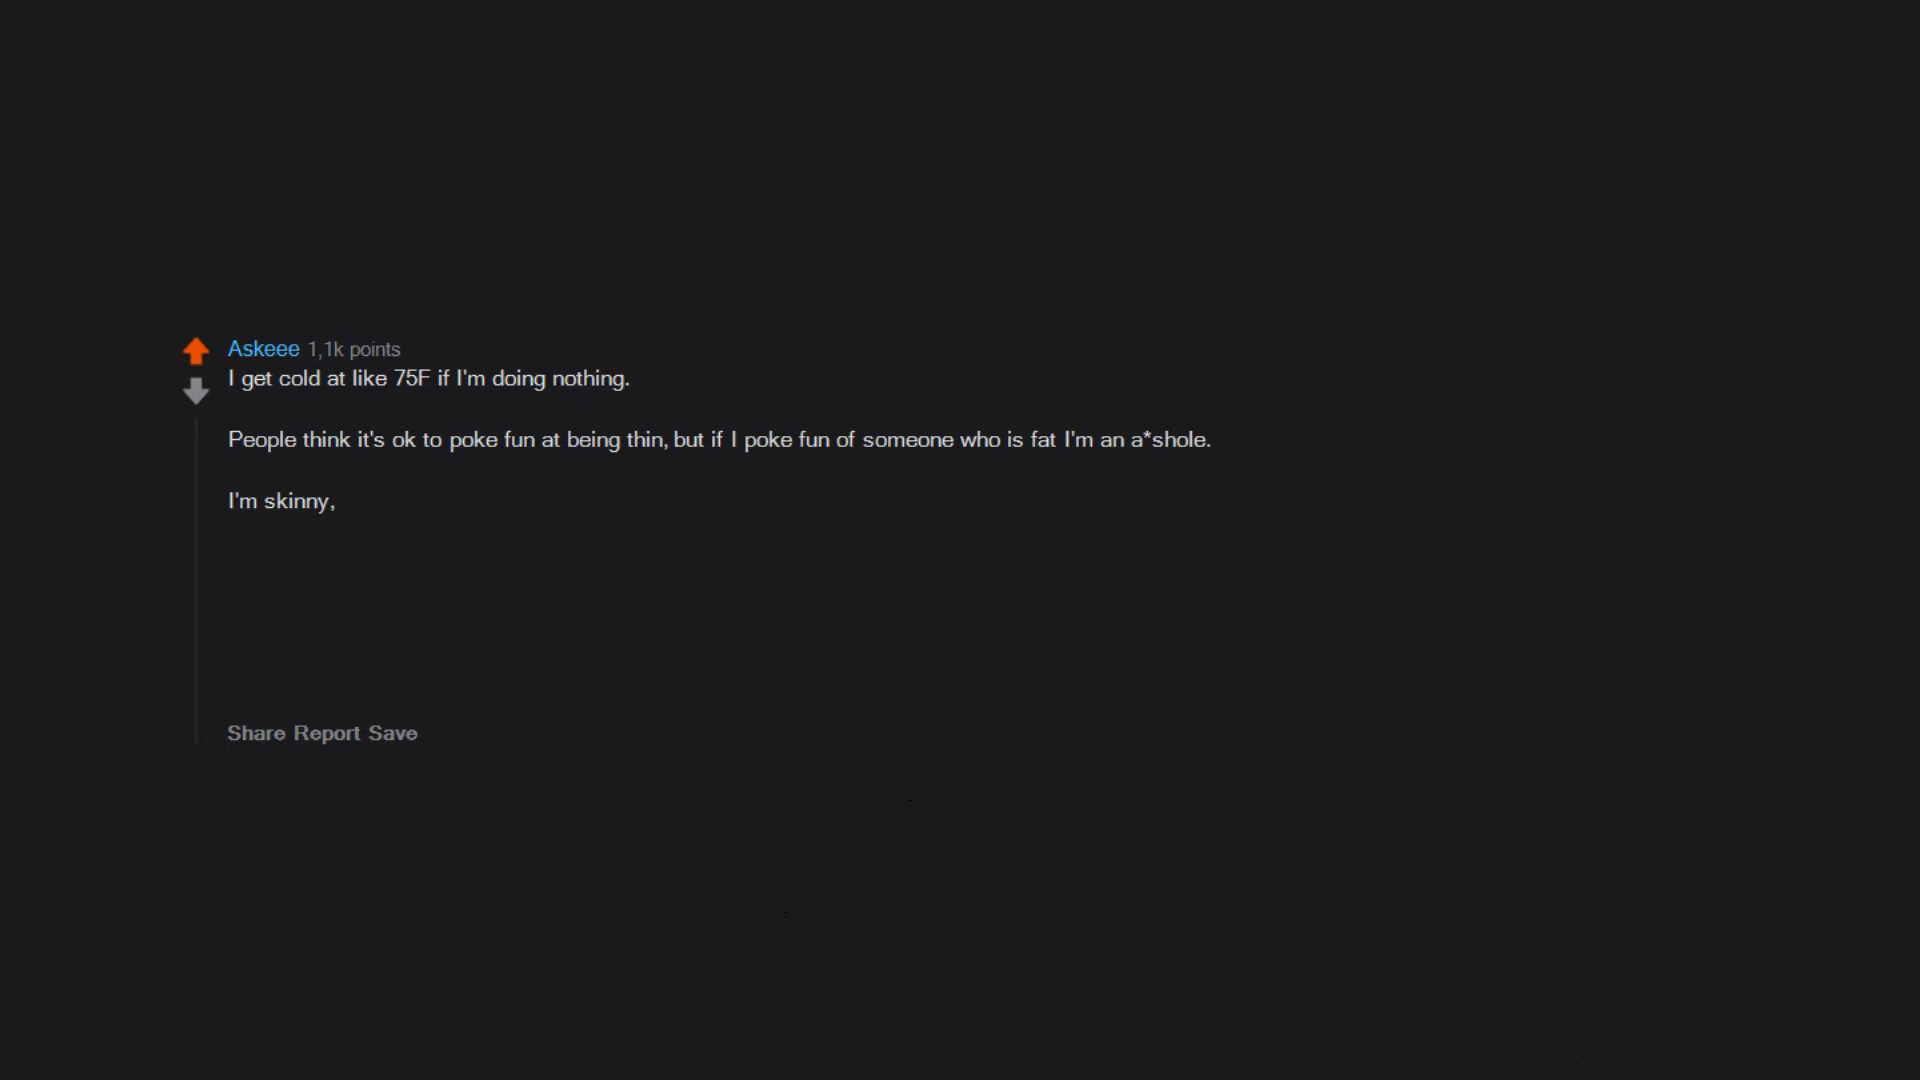 Askeee 1,1k points
I get cold at like 75F if I'm doing nothing.
People think it's ok to poke fun at being thin, but if I poke fun of someone who is fat I'm an a*shole.
I'm skinny,
Share Report Save